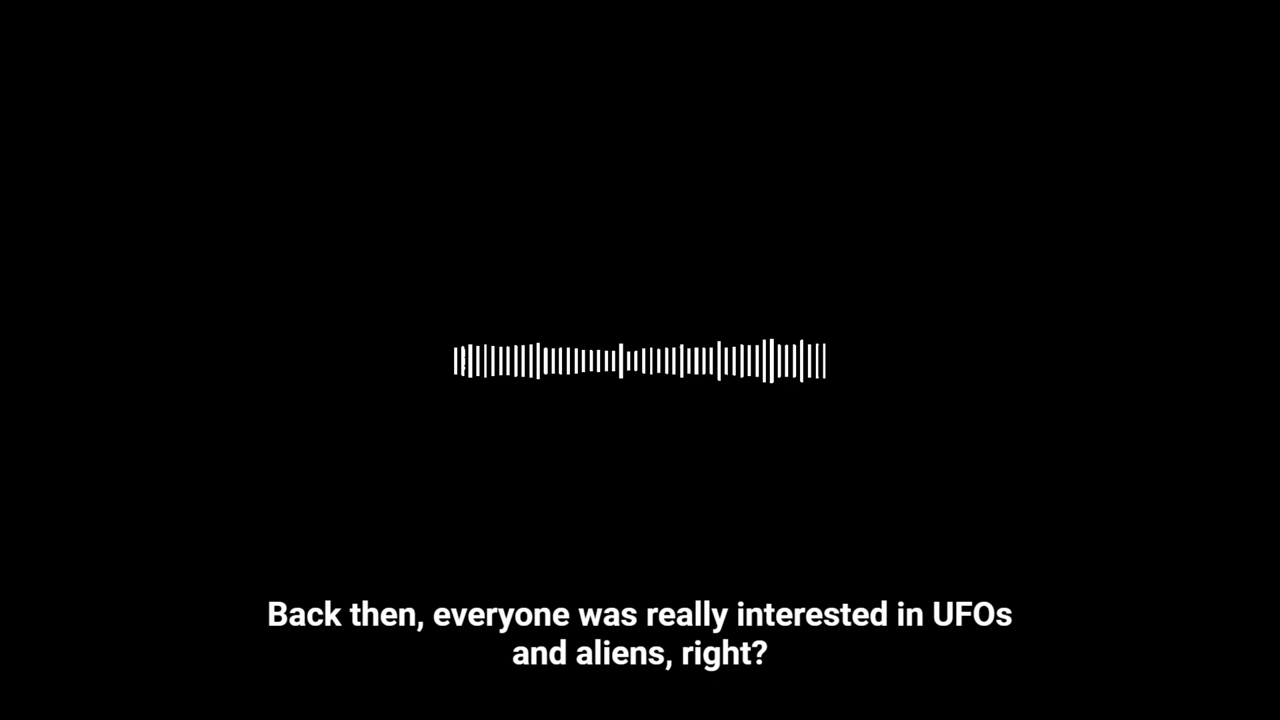 Back then, everyone was really interested in UFOs
and aliens, right?